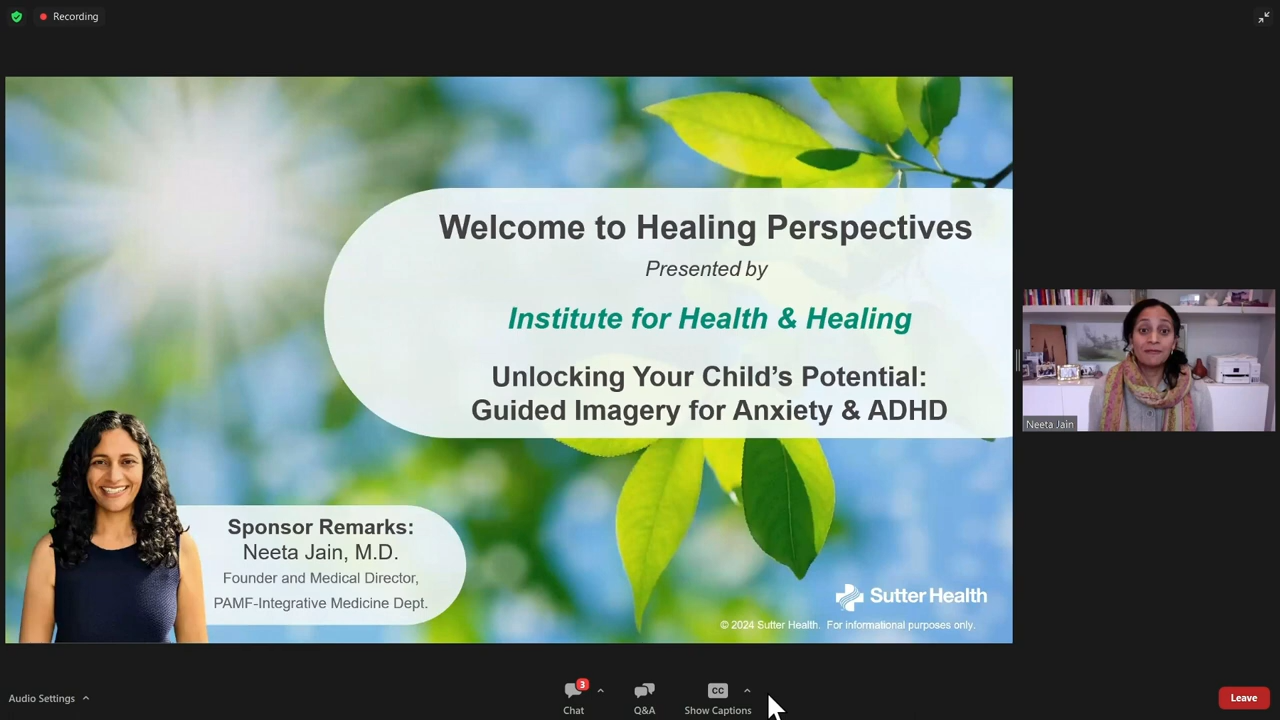 Recording
Welcome to Healing Perspectives
Presented by
Institute for Health & Healing
Unlocking Your Child's Potential:
Guided Imagery for Anxiety & ADHD
Neeta Jain
Sponsor Remarks:
Neeta Jain, M.D.
Founder and Medical Director,
PAMF-Integrative Medicine Dept.
Sutter Health
© 2024 Sutter Health. For informational purposes only.
Audio Settings
3
Chat
Q&A
CC
Show Captions
Leave